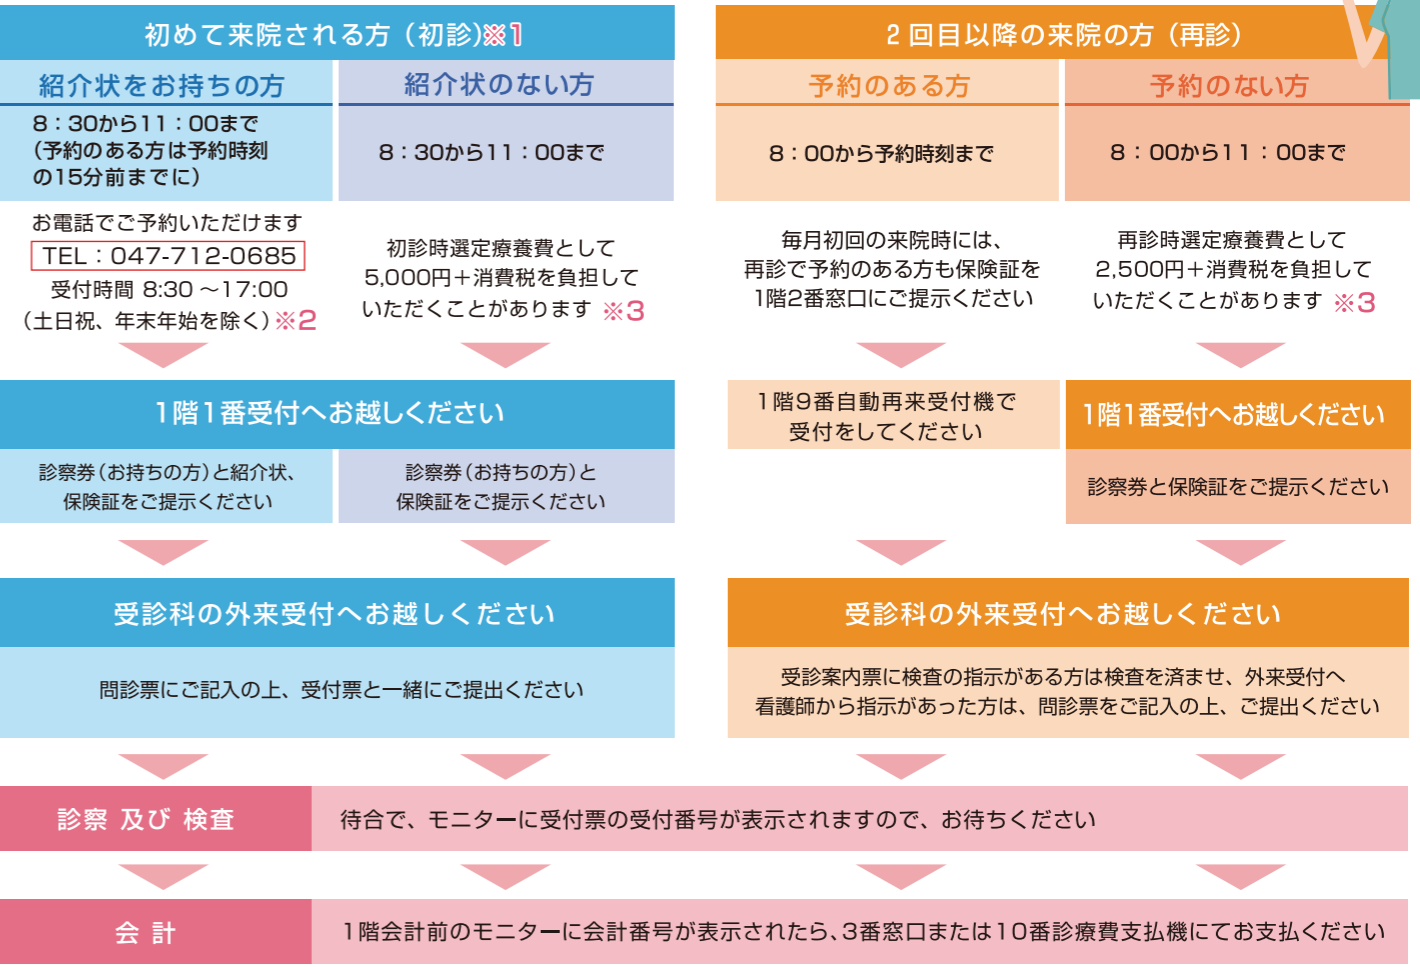 初めて来院される方（初診）※1
紹介状をお持ちの方
8：30から11：00まで
（予約のある方は予約時刻
の15分前までに）
お電話でご予約いただけます
TEL：047-712-0685
受付時間 8:30 ～17:00
（土日祝、年末年始を除く）※2
紹介状のない方
8：30から11：00まで
初診時選定療養費として
5,000円＋消費税を負担して
いただくことがあります ※3
1階1番受付へお越しください
診察券（お持ちの方）と紹介状、
保険証をご提示ください
診察券（お持ちの方）と
保険証をご提示ください
受診科の外来受付へお越しください
問診票にご記入の上、受付票と一緒にご提出ください
2回目以降の来院の方（再診）
予約のある方
8：00から予約時刻まで
毎月初回の来院時には、
再診で予約のある方も保険証を
1階2番窓口にご提示ください
1階9番自動再来受付機で
受付をしてください
予約のない方
8：00から11：00まで
再診時選定療養費として
2,500円＋消費税を負担して
いただくことがあります ※3
1階1番受付へお越しください
診察券と保険証をご提示ください
受診科の外来受付へお越しください
受診案内票に検査の指示がある方は検査を済ませ、外来受付へ
看護師から指示があった方は、問診票をご記入の上、ご提出ください
診察 及び 検査
待合で、モニターに受付票の受付番号が表示されますので、お待ちください
会 計
1階会計前のモニターに会計番号が表示されたら、3番窓口または10番診療費支払機にてお支払ください